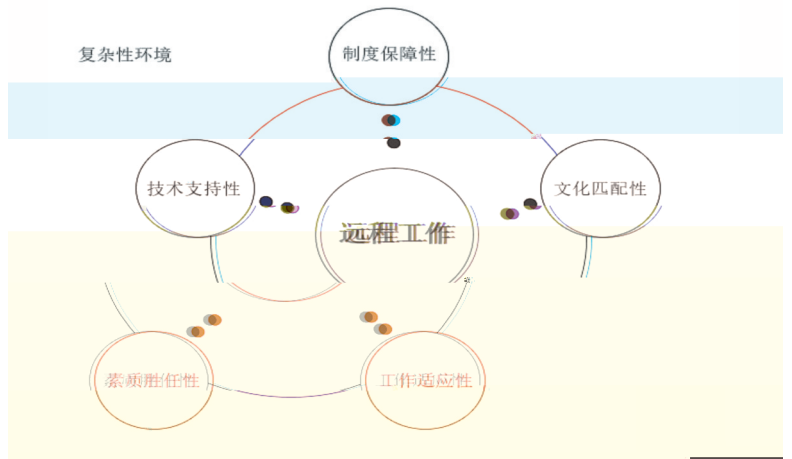 复杂性环境
制度保障性
技术支持性
文化匹配性
远程工作
素质胜任性
工作适应性